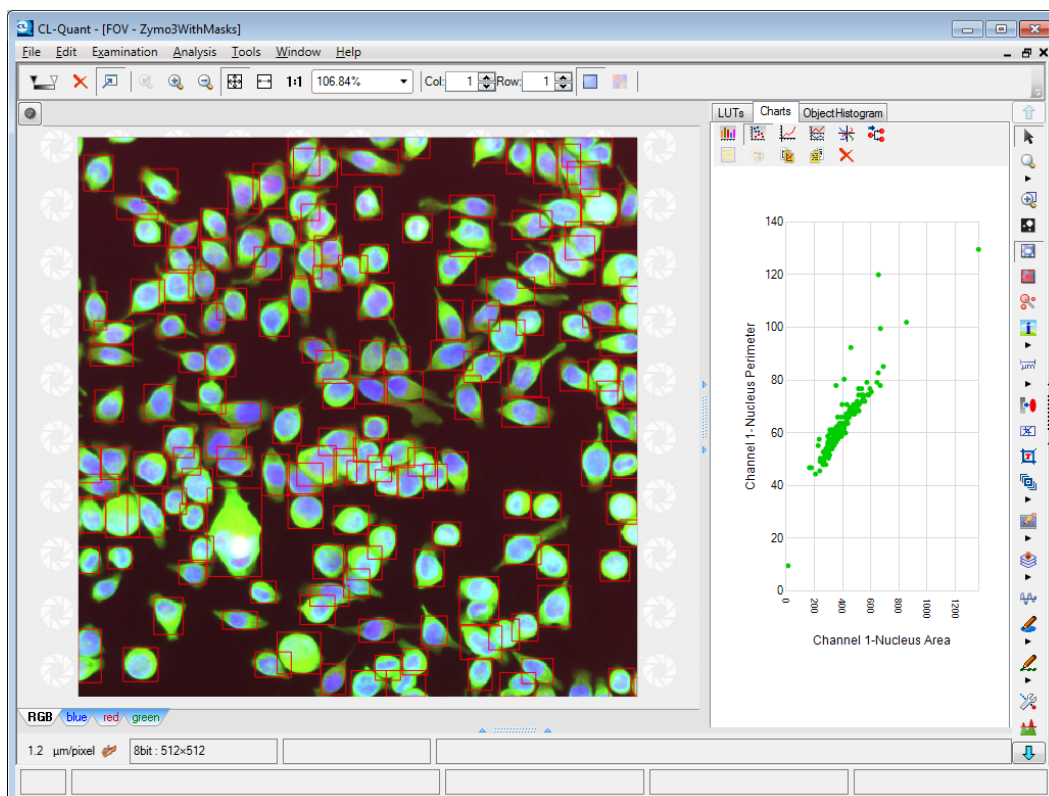 CL-Quant - [FOV - Zymo3WithMasks]
File Edit Examination Analysis Tools Window Help
1:1 106.84% Col: 1 Row: 1
LUTs Charts ObjectHistogram
140
120
100
80
60
40
20
0
Channel 1-Nucleus Perimeter
0 200 400 600 800 1000 1200
Channel 1-Nucleus Area
µm
RGB blue red green
1.2 µm/pixel 8bit : 512×512